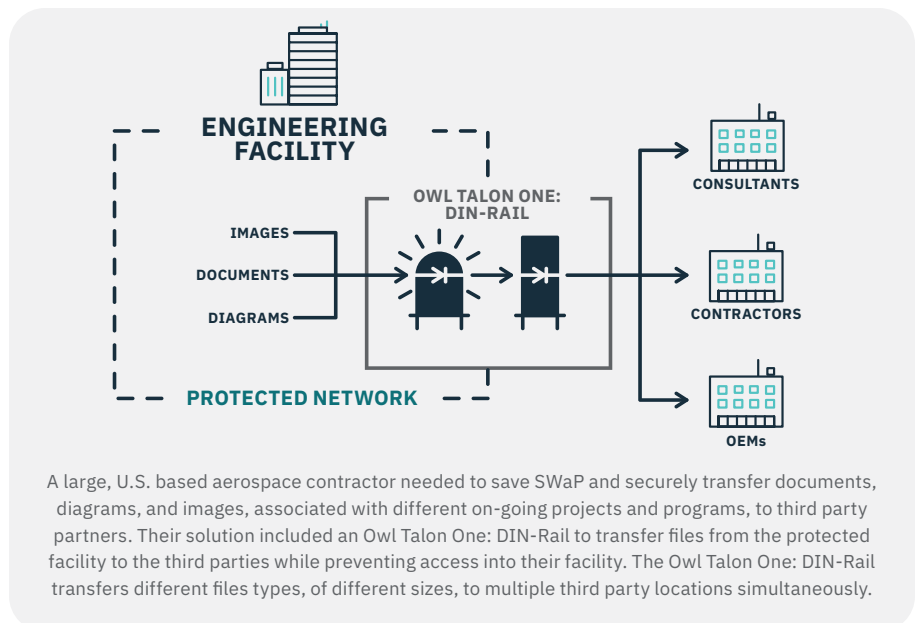 ENGINEERING
FACILITY
OWL TALON ONE:
DIN-RAIL
IMAGES
DOCUMENTS
DIAGRAMS
PROTECTED NETWORK
CONSULTANTS
CONTRACTORS
OEMs
A large, U.S. based aerospace contractor needed to save SWaP and securely transfer documents,
diagrams, and images, associated with different on-going projects and programs, to third party
partners. Their solution included an Owl Talon One: DIN-Rail to transfer files from the protected
facility to the third parties while preventing access into their facility. The Owl Talon One: DIN-Rail
transfers different files types, of different sizes, to multiple third party locations simultaneously.